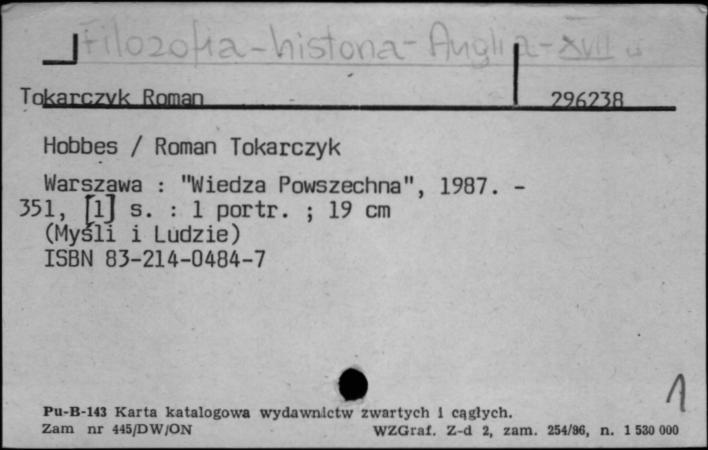 Filozofia - historia - Anglia - XVII w
Tokarczyk Roman 296238
Hobbes / Roman Tokarczyk
Warszawa : "Wiedza Powszechna", 1987. -
351, [1] s. : 1 portr. ; 19 cm
(Myśli i Ludzie)
ISBN 83-214-0484-7
1
Pu-B-143 Karta katalogowa wydawnictw zwartych i cągłych.
Zam nr 445/DW/ON WZGraf. Z-d 2, zam. 254/86, n. 1 530 000